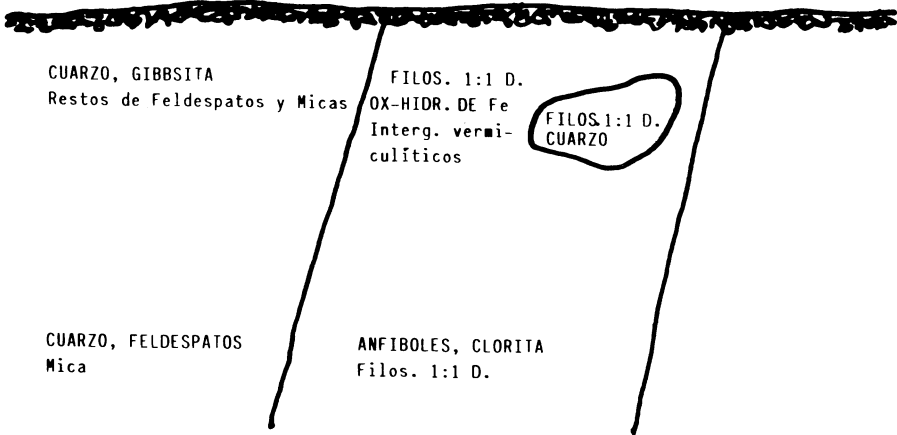 CUARZO, GIBBSITA
Restos de Feldespatos y Micas
FILOS. 1:1 D.
OX-HIDR. DE Fe
Interg. vermi-
culíticos
FILOS.1:1 D.
CUARZO
CUARZO, FELDESPATOS
Mica
ANFIBOLES, CLORITA
Filos. 1:1 D.